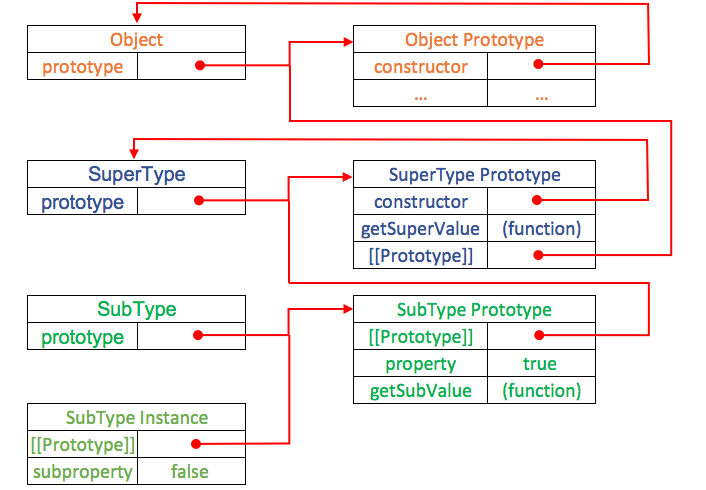 Object
prototype
Object Prototype
constructor
... ...
SuperType
prototype
SuperType Prototype
constructor
getSuperValue (function)
[[Prototype]]
SubType
prototype
SubType Prototype
[[Prototype]]
property true
getSubValue (function)
SubType Instance
[[Prototype]]
subproperty false